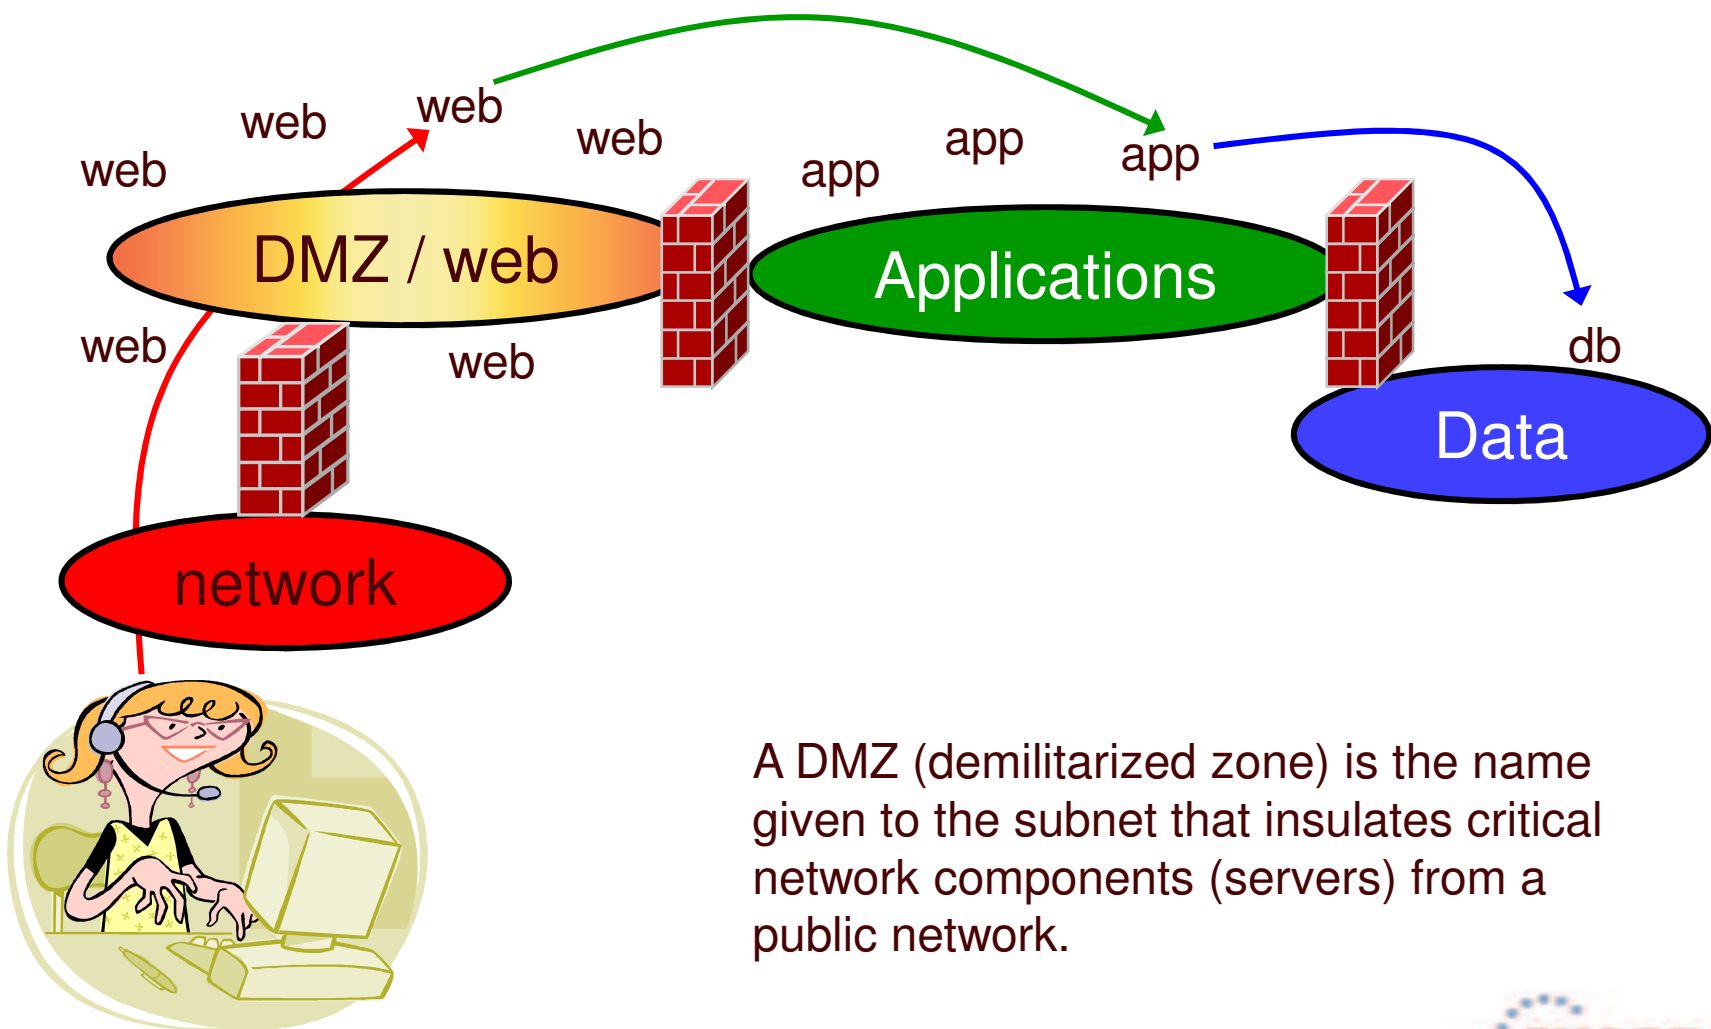 web
web
web
web
app
app
app
DMZ / web
Applications
web
web
db
Data
network
A DMZ (demilitarized zone) is the name
given to the subnet that insulates critical
network components (servers) from a
public network.